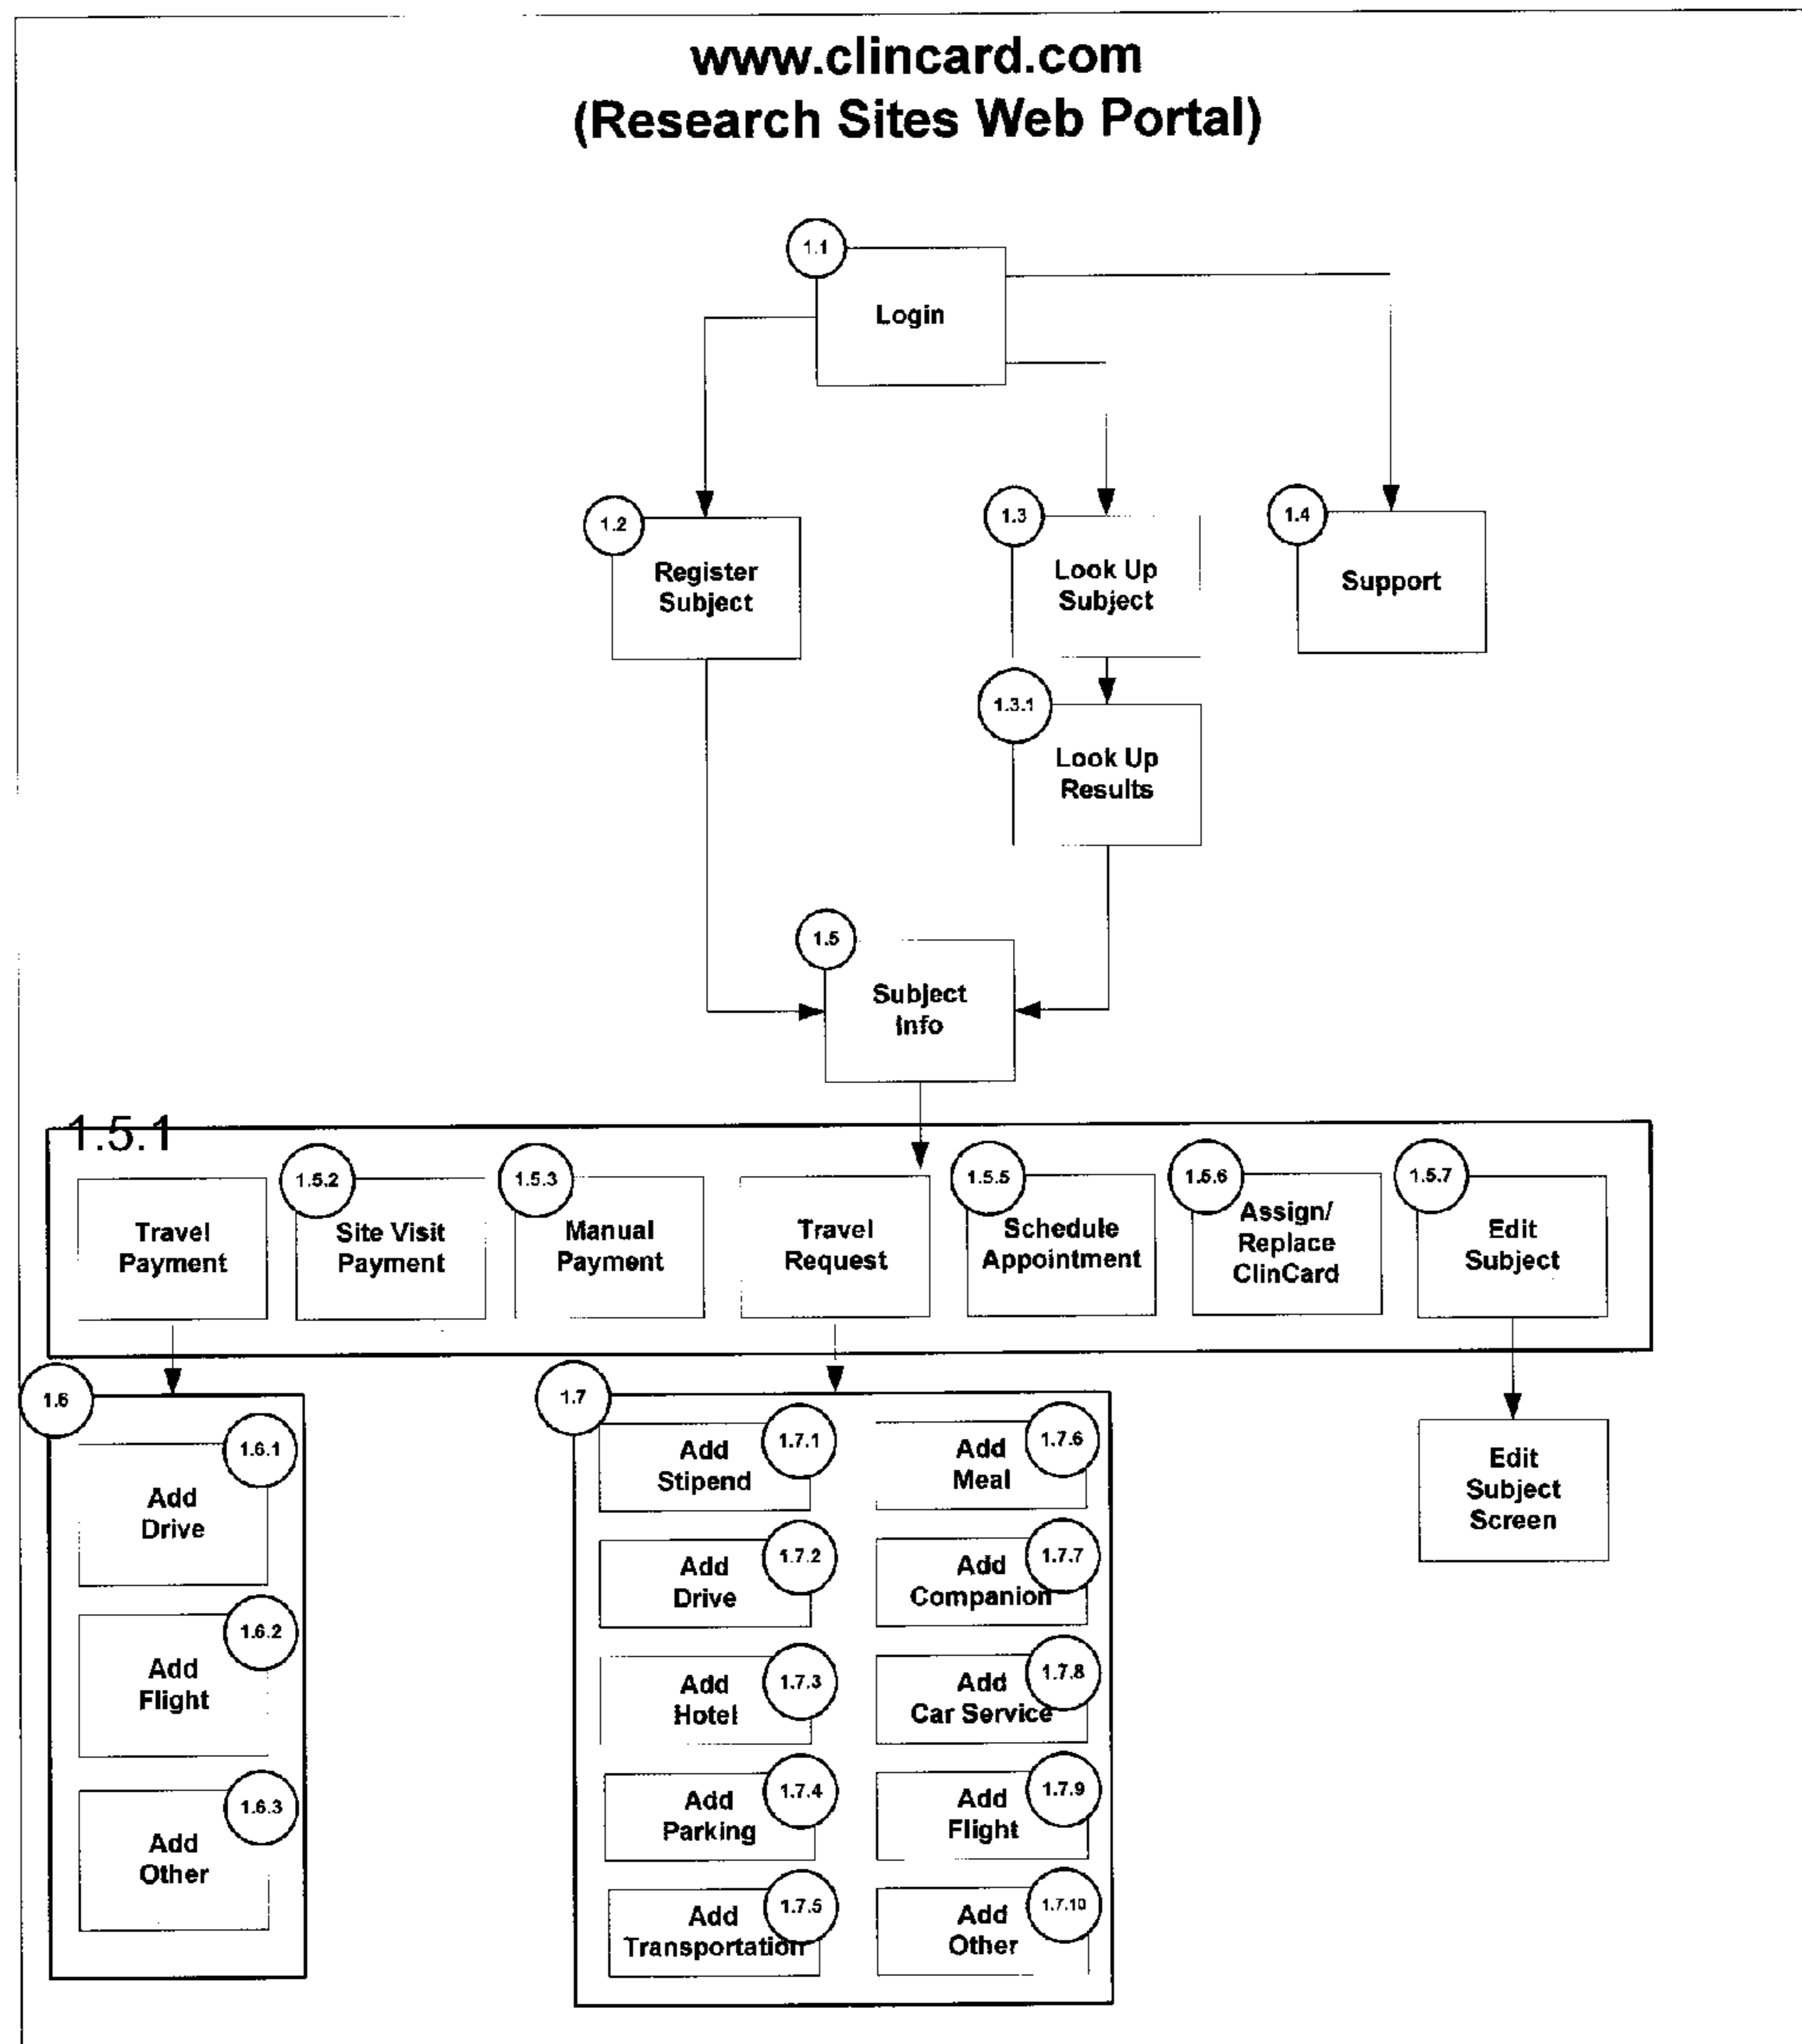 www.clincard.com
(Research Sites Web Portal)
1.1
Login
1.2
Register
Subject
1.3
Look Up
Subject
1.4
Support
1.3.1
Look Up
Results
1.5
Subject
Info
1.5.1
Travel
Payment
1.5.2
Site Visit
Payment
1.5.3
Manual
Payment
Travel
Request
1.5.5
Schedule
Appointment
1.5.6
Assign/
Replace
ClinCard
1.5.7
Edit
Subject
1.6
1.6.1
Add
Drive
1.6.2
Add
Flight
1.6.3
Add
Other
1.7
1.7.1
Add
Stipend
1.7.2
Add
Drive
1.7.3
Add
Hotel
1.7.4
Add
Parking
1.7.5
Add
Transportation
1.7.6
Add
Meal
1.7.7
Add
Companion
1.7.8
Add
Car Service
1.7.9
Add
Flight
1.7.10
Add
Other
Edit
Subject
Screen